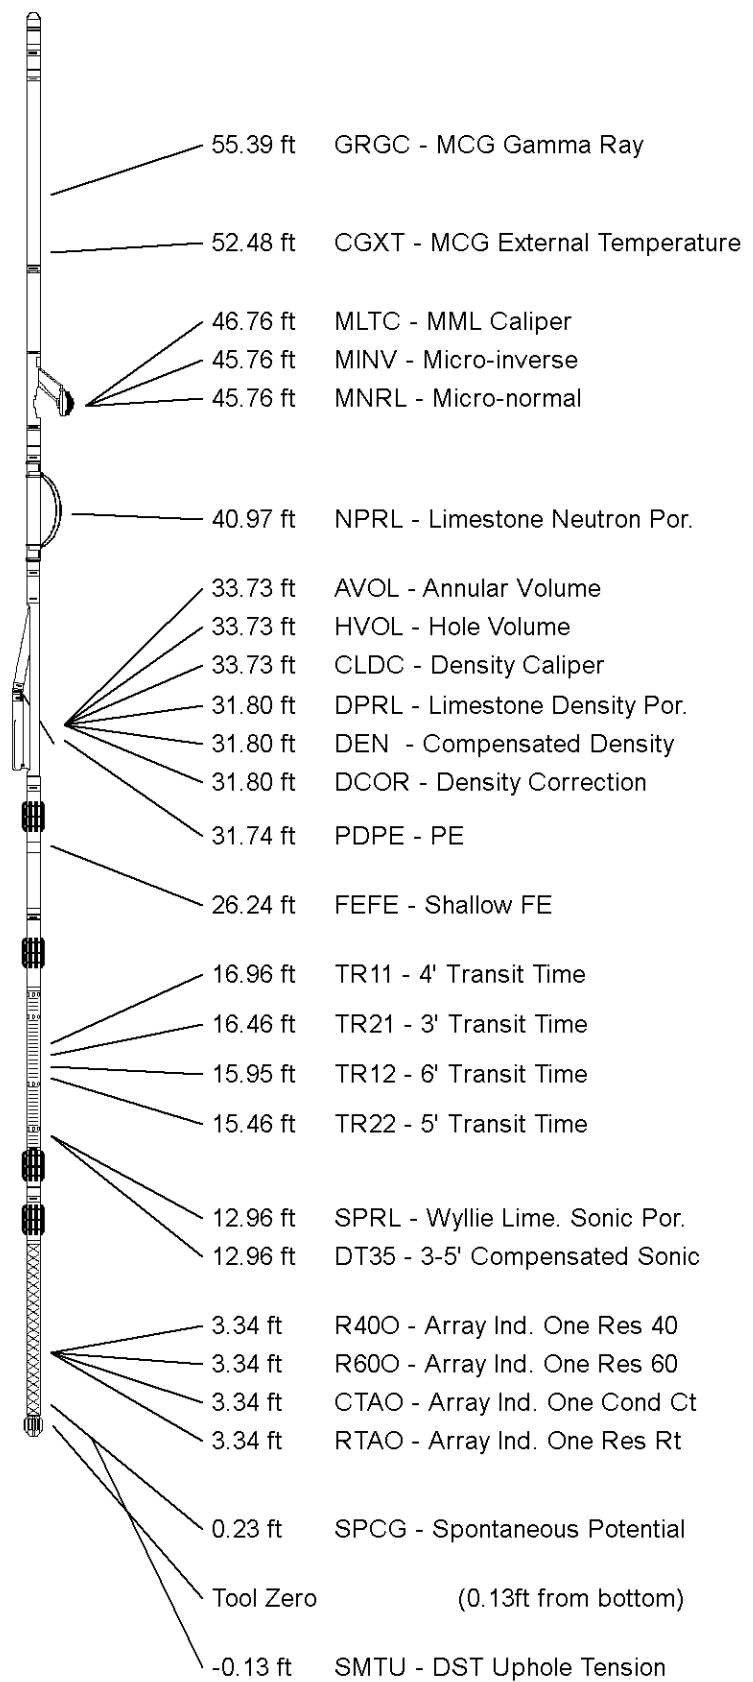 55.39 ft GRGC - MCG Gamma Ray
52.48 ft CGXT - MCG External Temperature
46.76 ft MLTC - MML Caliper
45.76 ft MINV - Micro-inverse
45.76 ft MNRL - Micro-normal
40.97 ft NPRL - Limestone Neutron Por.
33.73 ft AVOL - Annular Volume
33.73 ft HVOL - Hole Volume
33.73 ft CLDC - Density Caliper
31.80 ft DPRL - Limestone Density Por.
31.80 ft DEN - Compensated Density
31.80 ft DCOR - Density Correction
31.74 ft PDPE - PE
26.24 ft FEFE - Shallow FE
16.96 ft TR11 - 4' Transit Time
16.46 ft TR21 - 3' Transit Time
15.95 ft TR12 - 6' Transit Time
15.46 ft TR22 - 5' Transit Time
12.96 ft SPRL - Wyllie Lime. Sonic Por.
12.96 ft DT35 - 3-5' Compensated Sonic
3.34 ft R40O - Array Ind. One Res 40
3.34 ft R60O - Array Ind. One Res 60
3.34 ft CTAO - Array Ind. One Cond Ct
3.34 ft RTAO - Array Ind. One Res Rt
0.23 ft SPCG - Spontaneous Potential
Tool Zero (0.13ft from bottom)
-0.13 ft SMTU - DST Uphole Tension